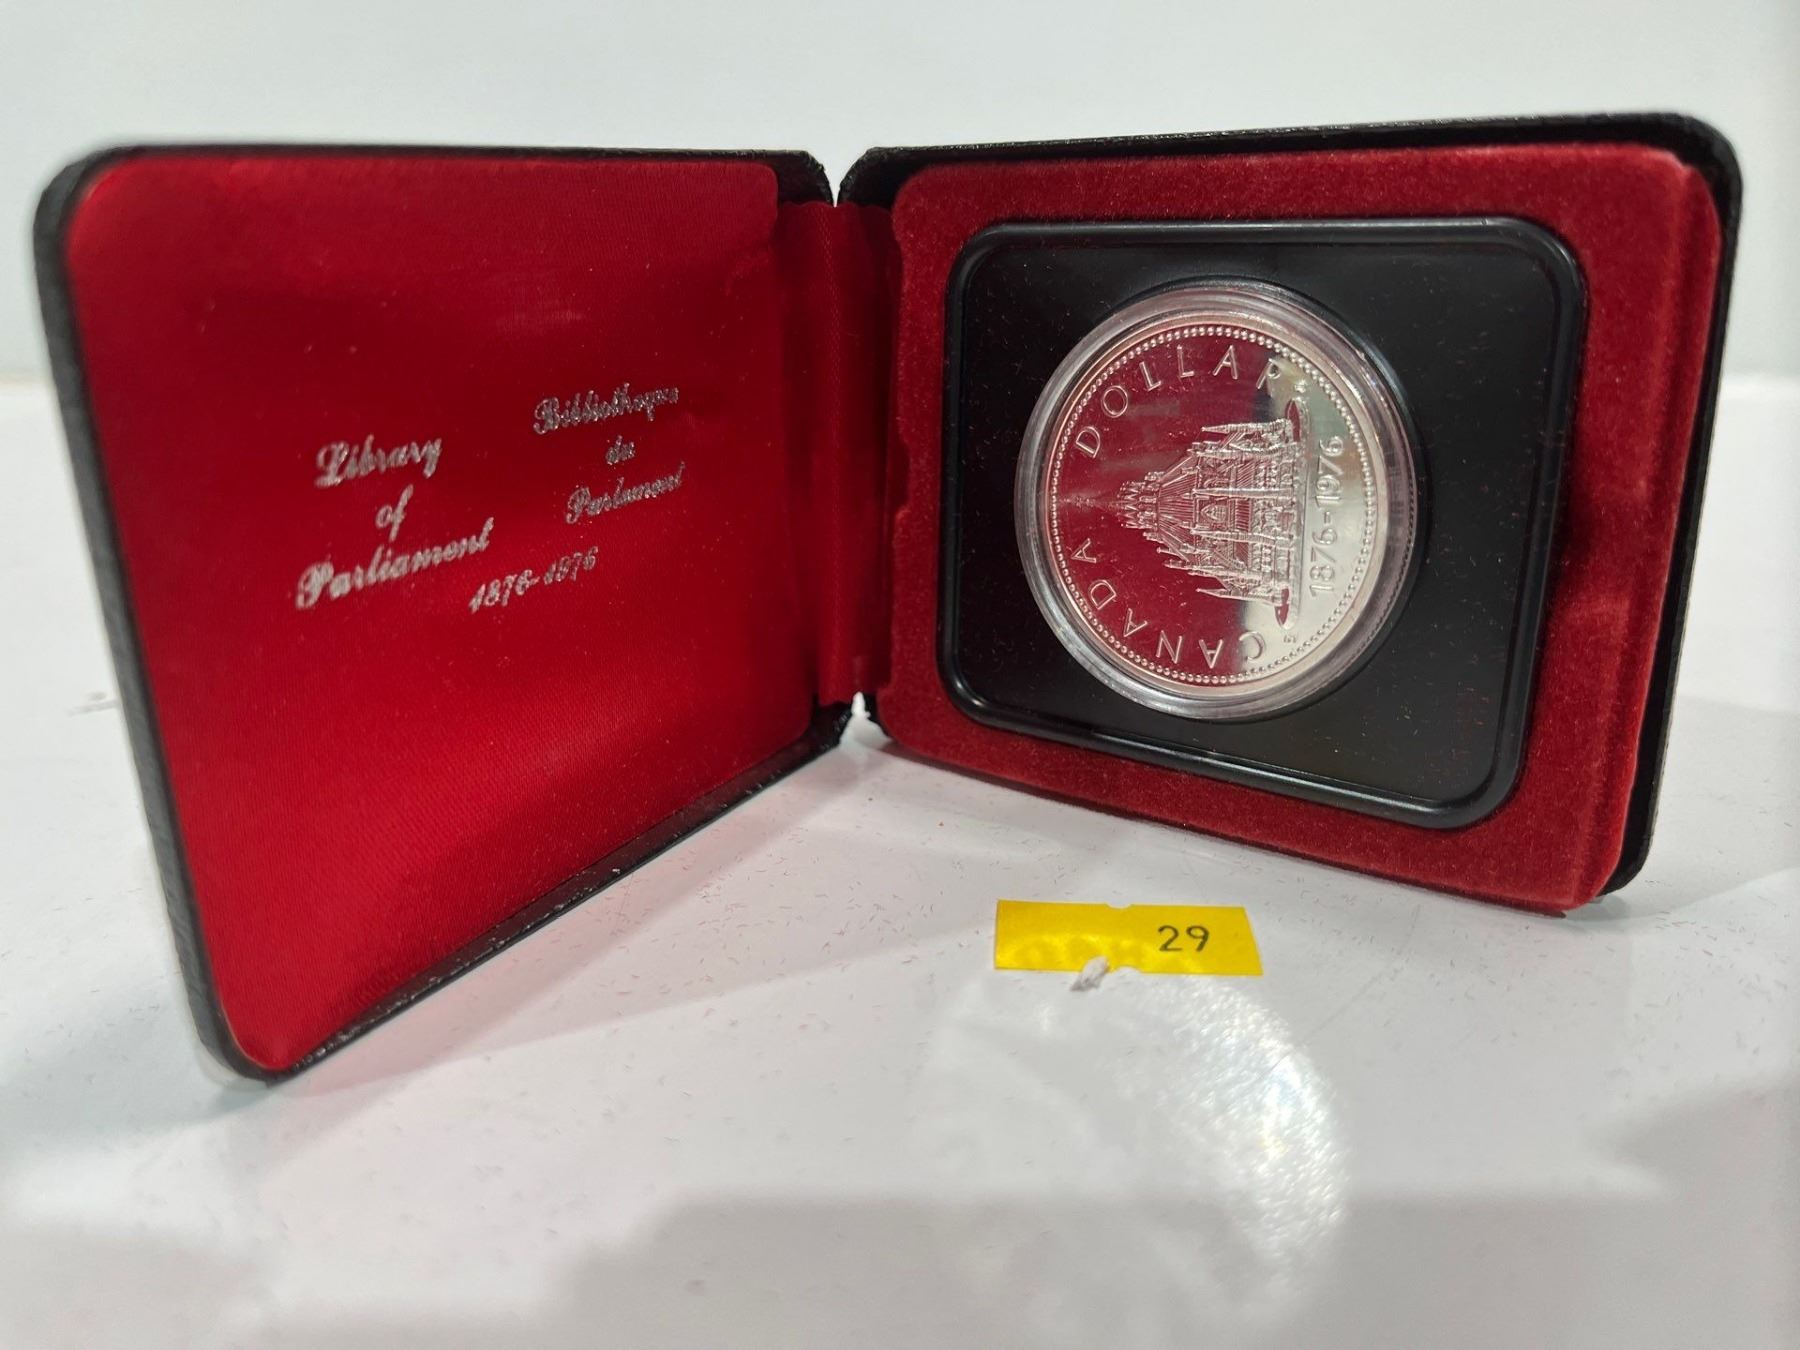 Library
of
Parliament
Bibliothèque
du
Parlement
1876-1976
CANADA DOLLAR
1876-1976
29